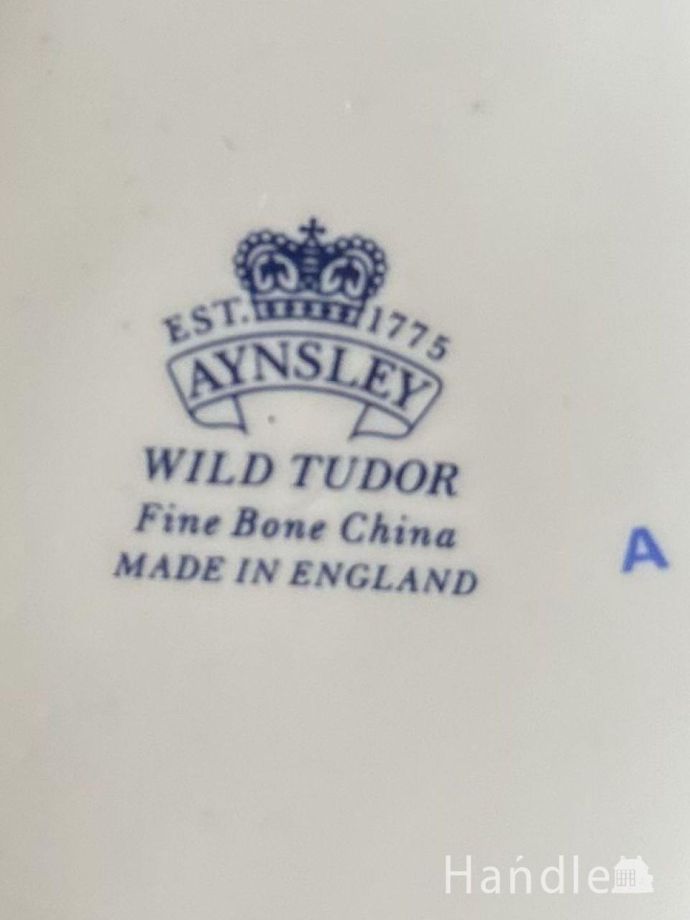 EST. 1775
AYNSLEY
WILD TUDOR
Fine Bone China
MADE IN ENGLAND
A
Handle